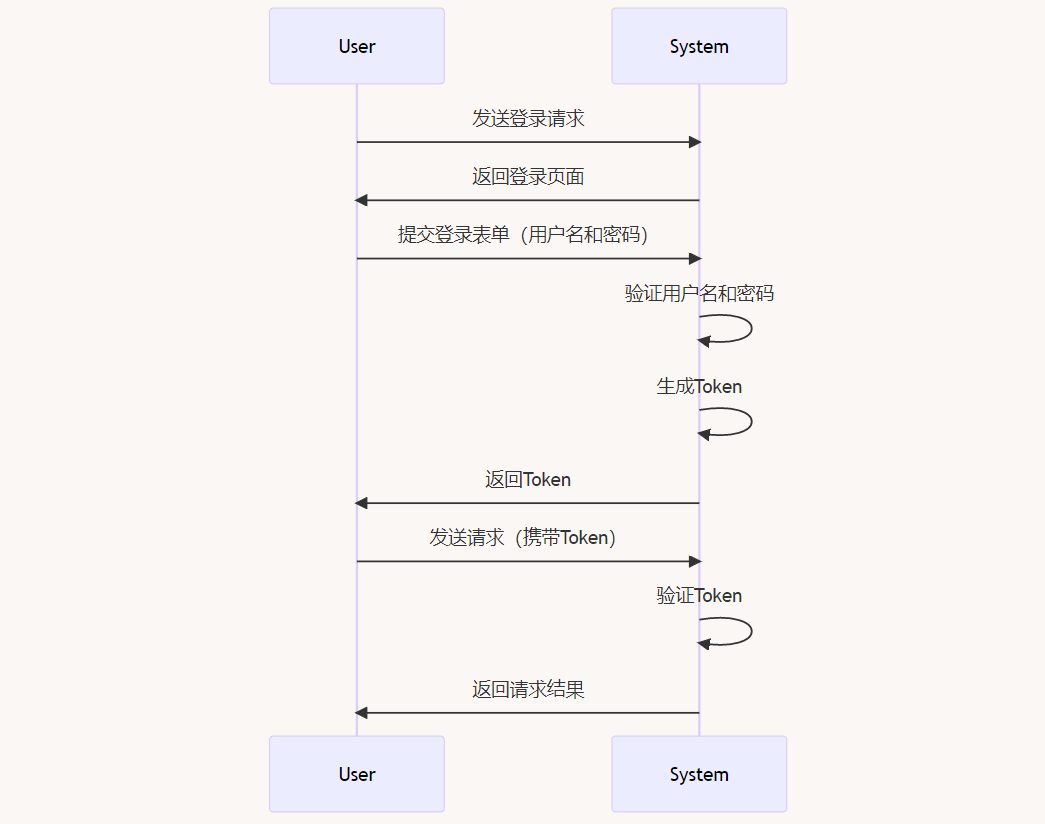 User
System
发送登录请求
返回登录页面
提交登录表单（用户名和密码）
验证用户名和密码
生成Token
返回Token
发送请求（携带Token）
验证Token
返回请求结果
User
System